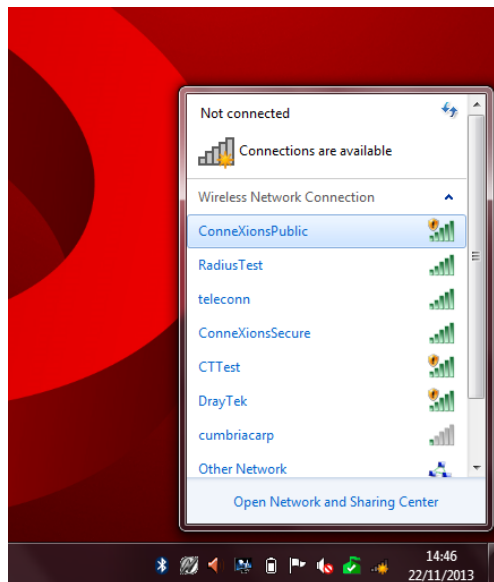 Not connected
Connections are available
Wireless Network Connection
ConneXionsPublic
RadiusTest
teleconn
ConneXionsSecure
CTTest
DrayTek
cumbriacarp
Other Network
Open Network and Sharing Center
14:46
22/11/2013